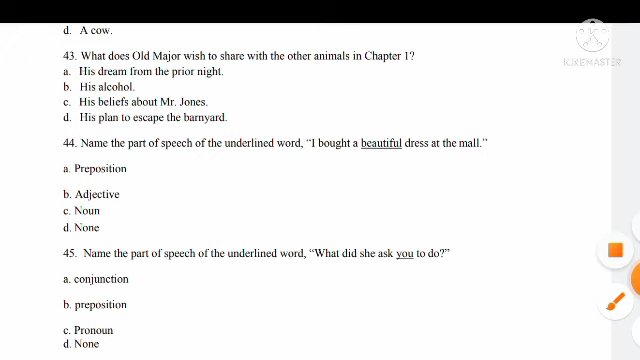 d. A cow.
43. What does Old Major wish to share with the other animals in Chapter 1?
a. His dream from the prior night.
b. His alcohol.
c. His beliefs about Mr. Jones.
d. His plan to escape the barnyard.
44. Name the part of speech of the underlined word, “I bought a beautiful dress at the mall.”
a. Preposition
b. Adjective
c. Noun
d. None
45. Name the part of speech of the underlined word, “What did she ask you to do?”
a. conjunction
b. preposition
c. Pronoun
d. None
KINEMASTER